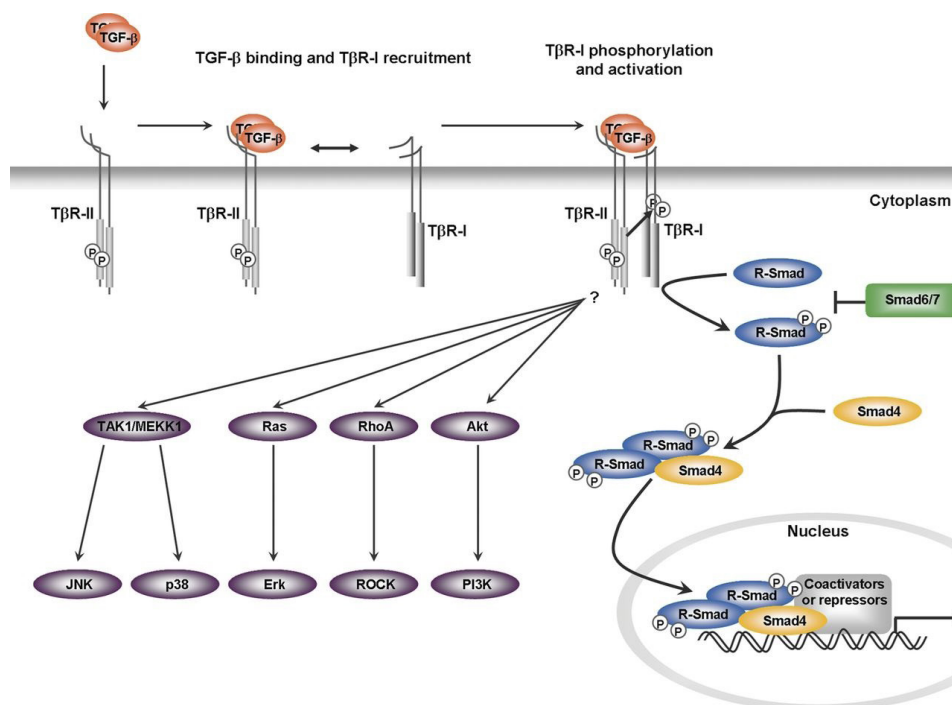 TGF-β
TGF-β binding and TβR-I recruitment
TβR-I phosphorylation
and activation
TGF-β
TGF-β
Cytoplasm
TβR-II
P
P
TβR-II
P
P
TβR-I
TβR-II
P
P
P
P
TβR-I
R-Smad
Smad6/7
R-Smad
P
P
?
TAK1/MEKK1
Ras
RhoA
Akt
Smad4
R-Smad
P
P
R-Smad
P
P
Smad4
JNK
p38
Erk
ROCK
PI3K
Nucleus
R-Smad
P
P
R-Smad
P
P
Smad4
Coactivators
or repressors